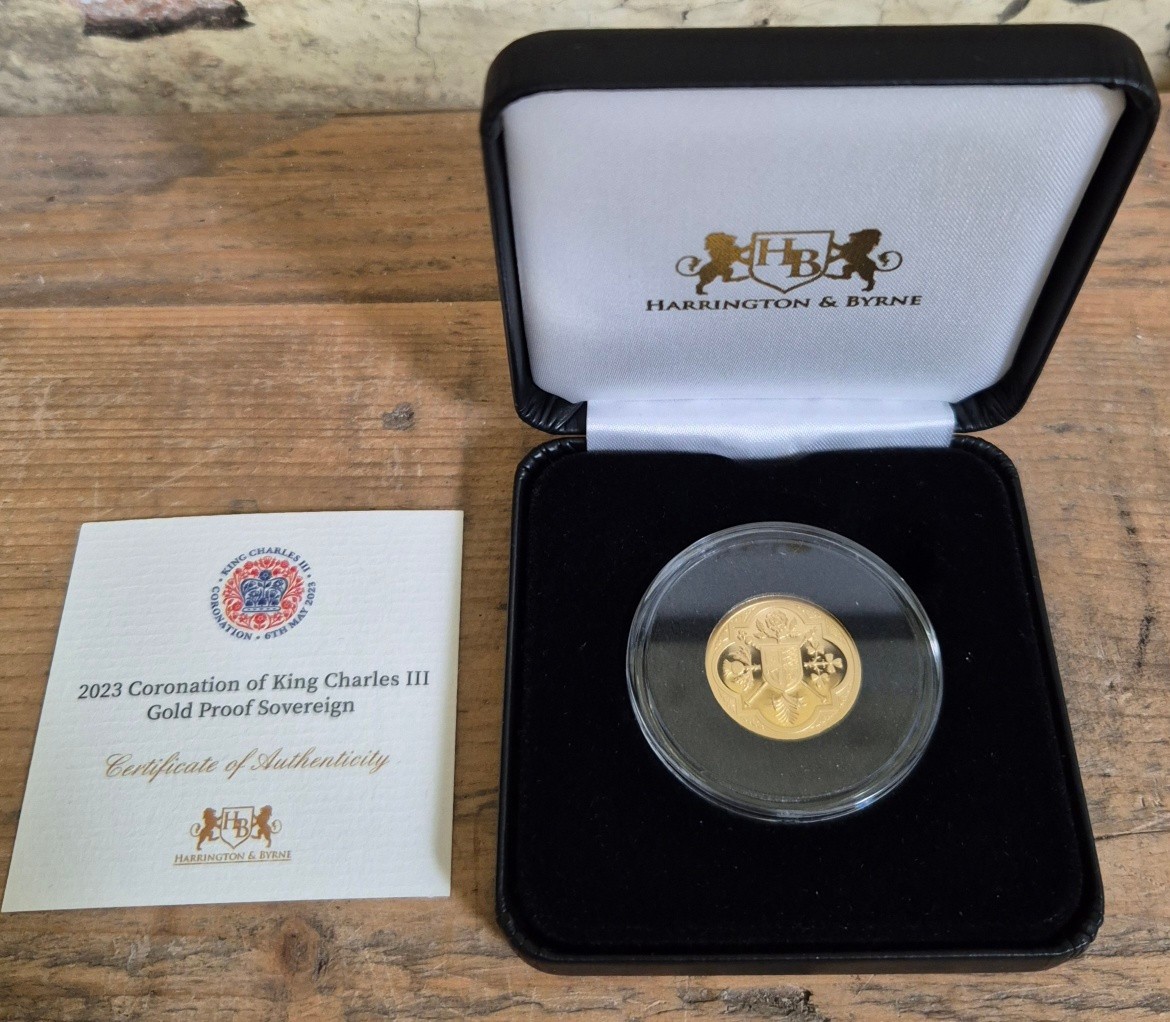 HB
HARRINGTON & BYRNE
KING CHARLES III
CORONATION • 6TH MAY 2023
2023 Coronation of King Charles III
Gold Proof Sovereign
Certificate of Authenticity
HB
HARRINGTON & BYRNE